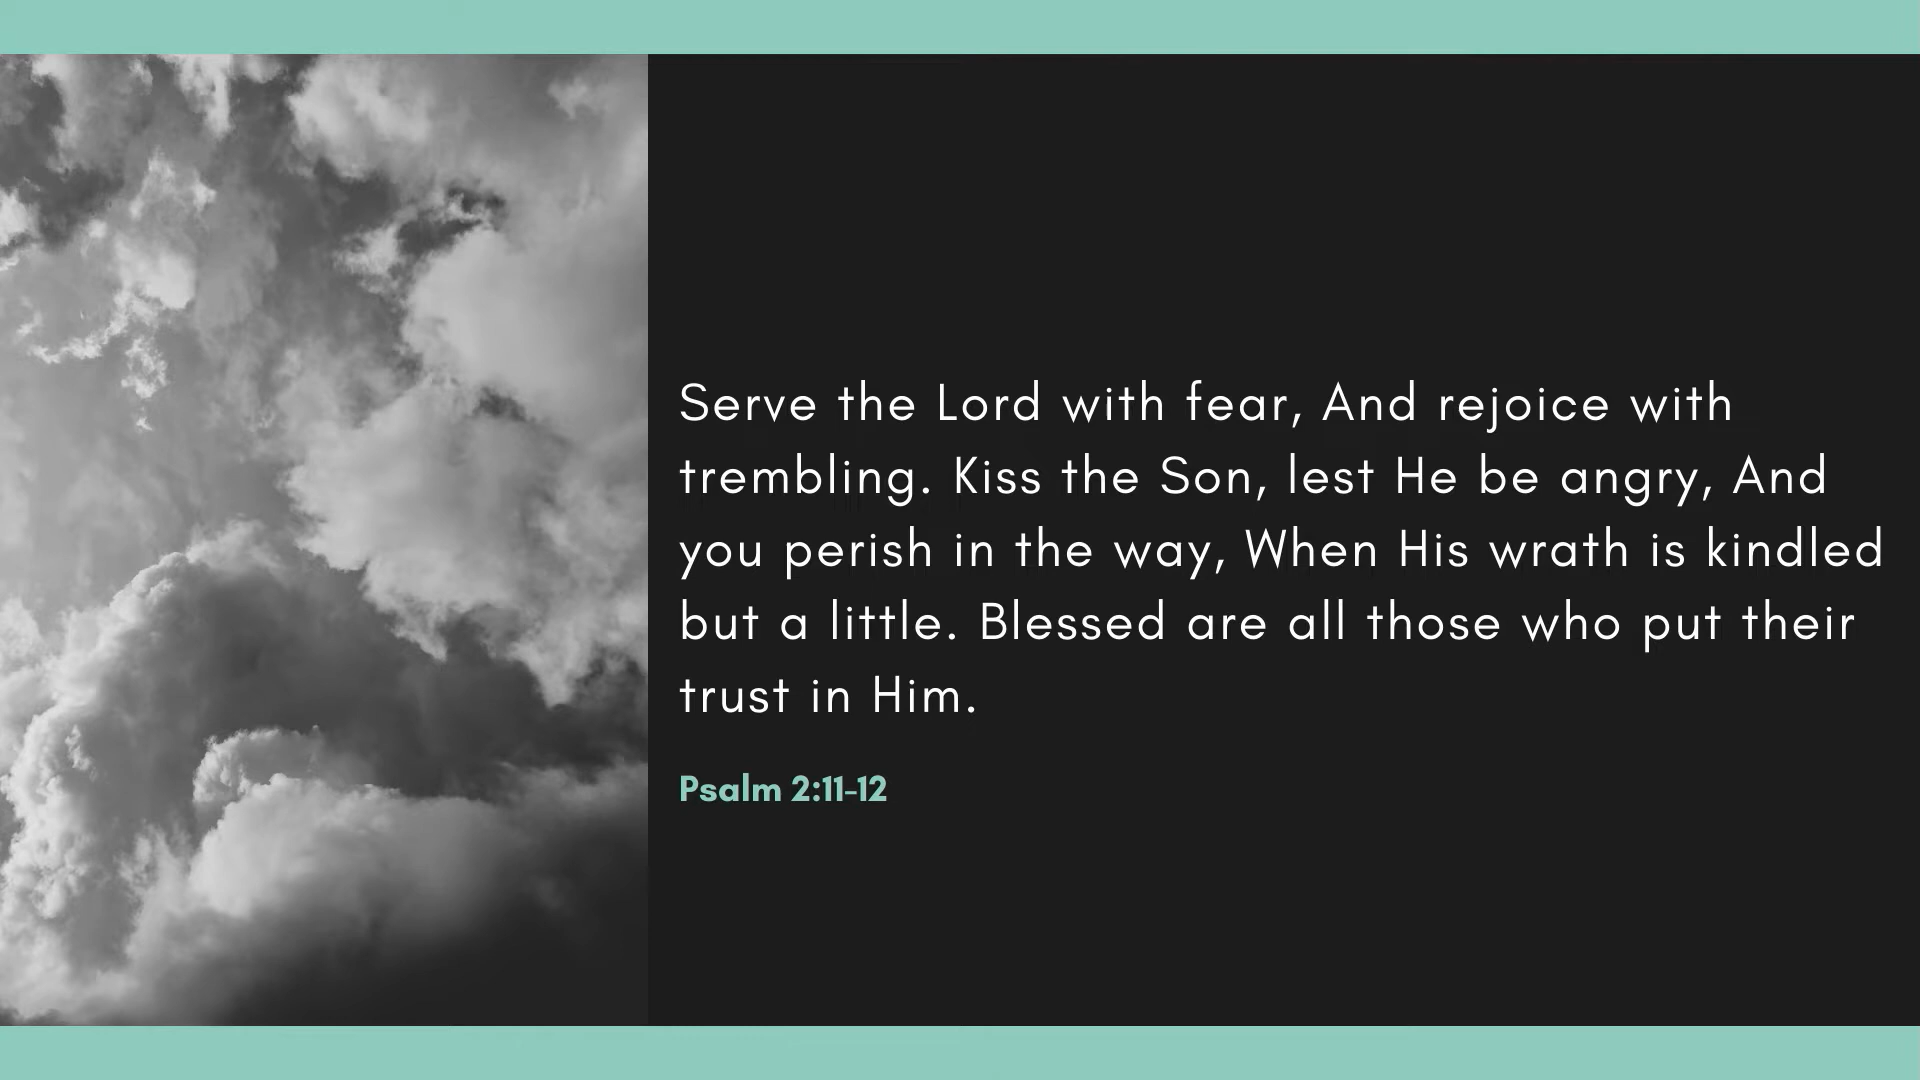 Serve the Lord with fear, And rejoice with
trembling. Kiss the Son, lest He be angry, And
you perish in the way, When His wrath is kindled
but a little. Blessed are all those who put their
trust in Him.
Psalm 2:11-12